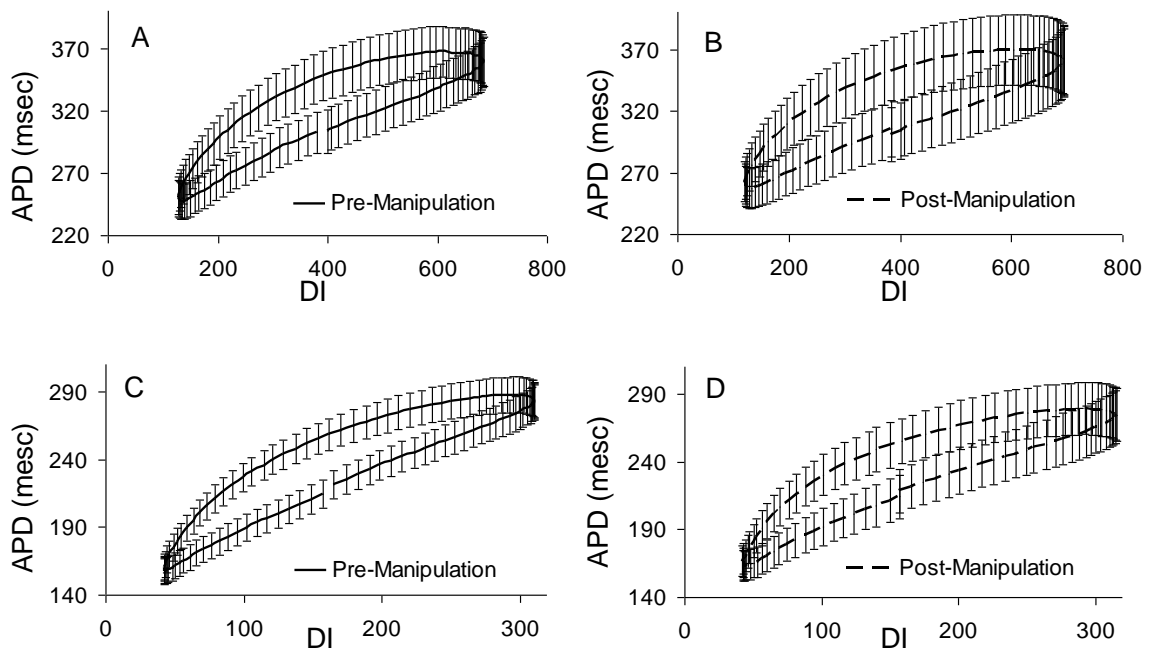 A
APD (msec)
370
320
270
220
Pre-Manipulation
0
200
400
600
800
DI
B
APD (mesc)
370
320
270
220
Post-Manipulation
0
200
400
600
800
DI
C
APD (mesc)
290
240
190
140
Pre-Manipulation
0
100
200
300
DI
D
APD (mesc)
290
240
190
140
Post-Manipulation
0
100
200
300
DI